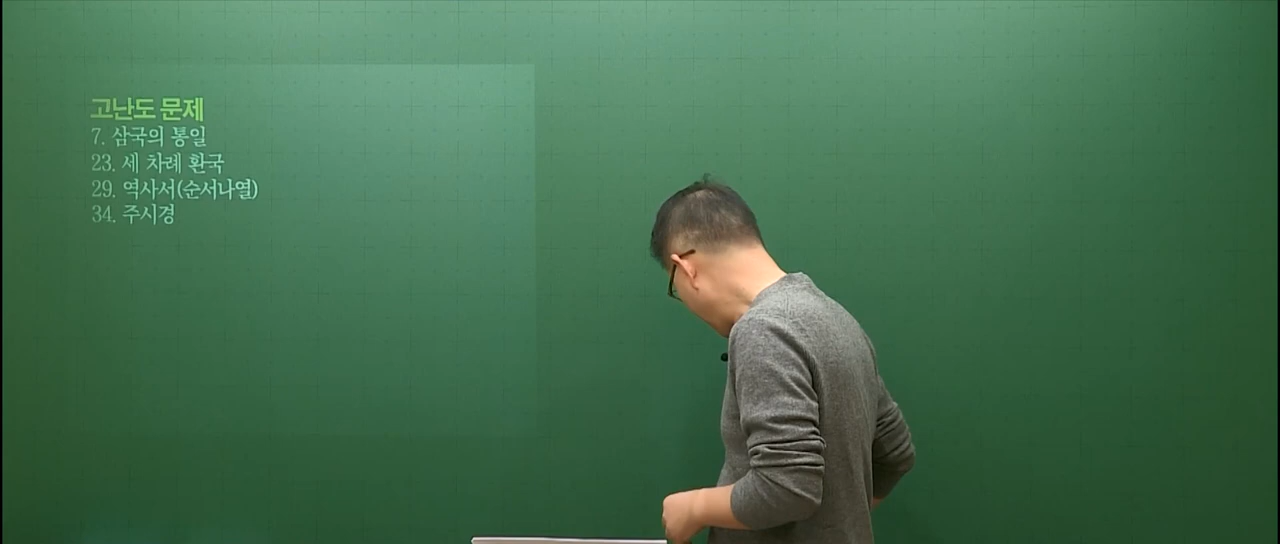 고난도 문제
7. 삼국의 통일
23. 세 차례 환국
29. 역사서(순서나열)
34. 주시경